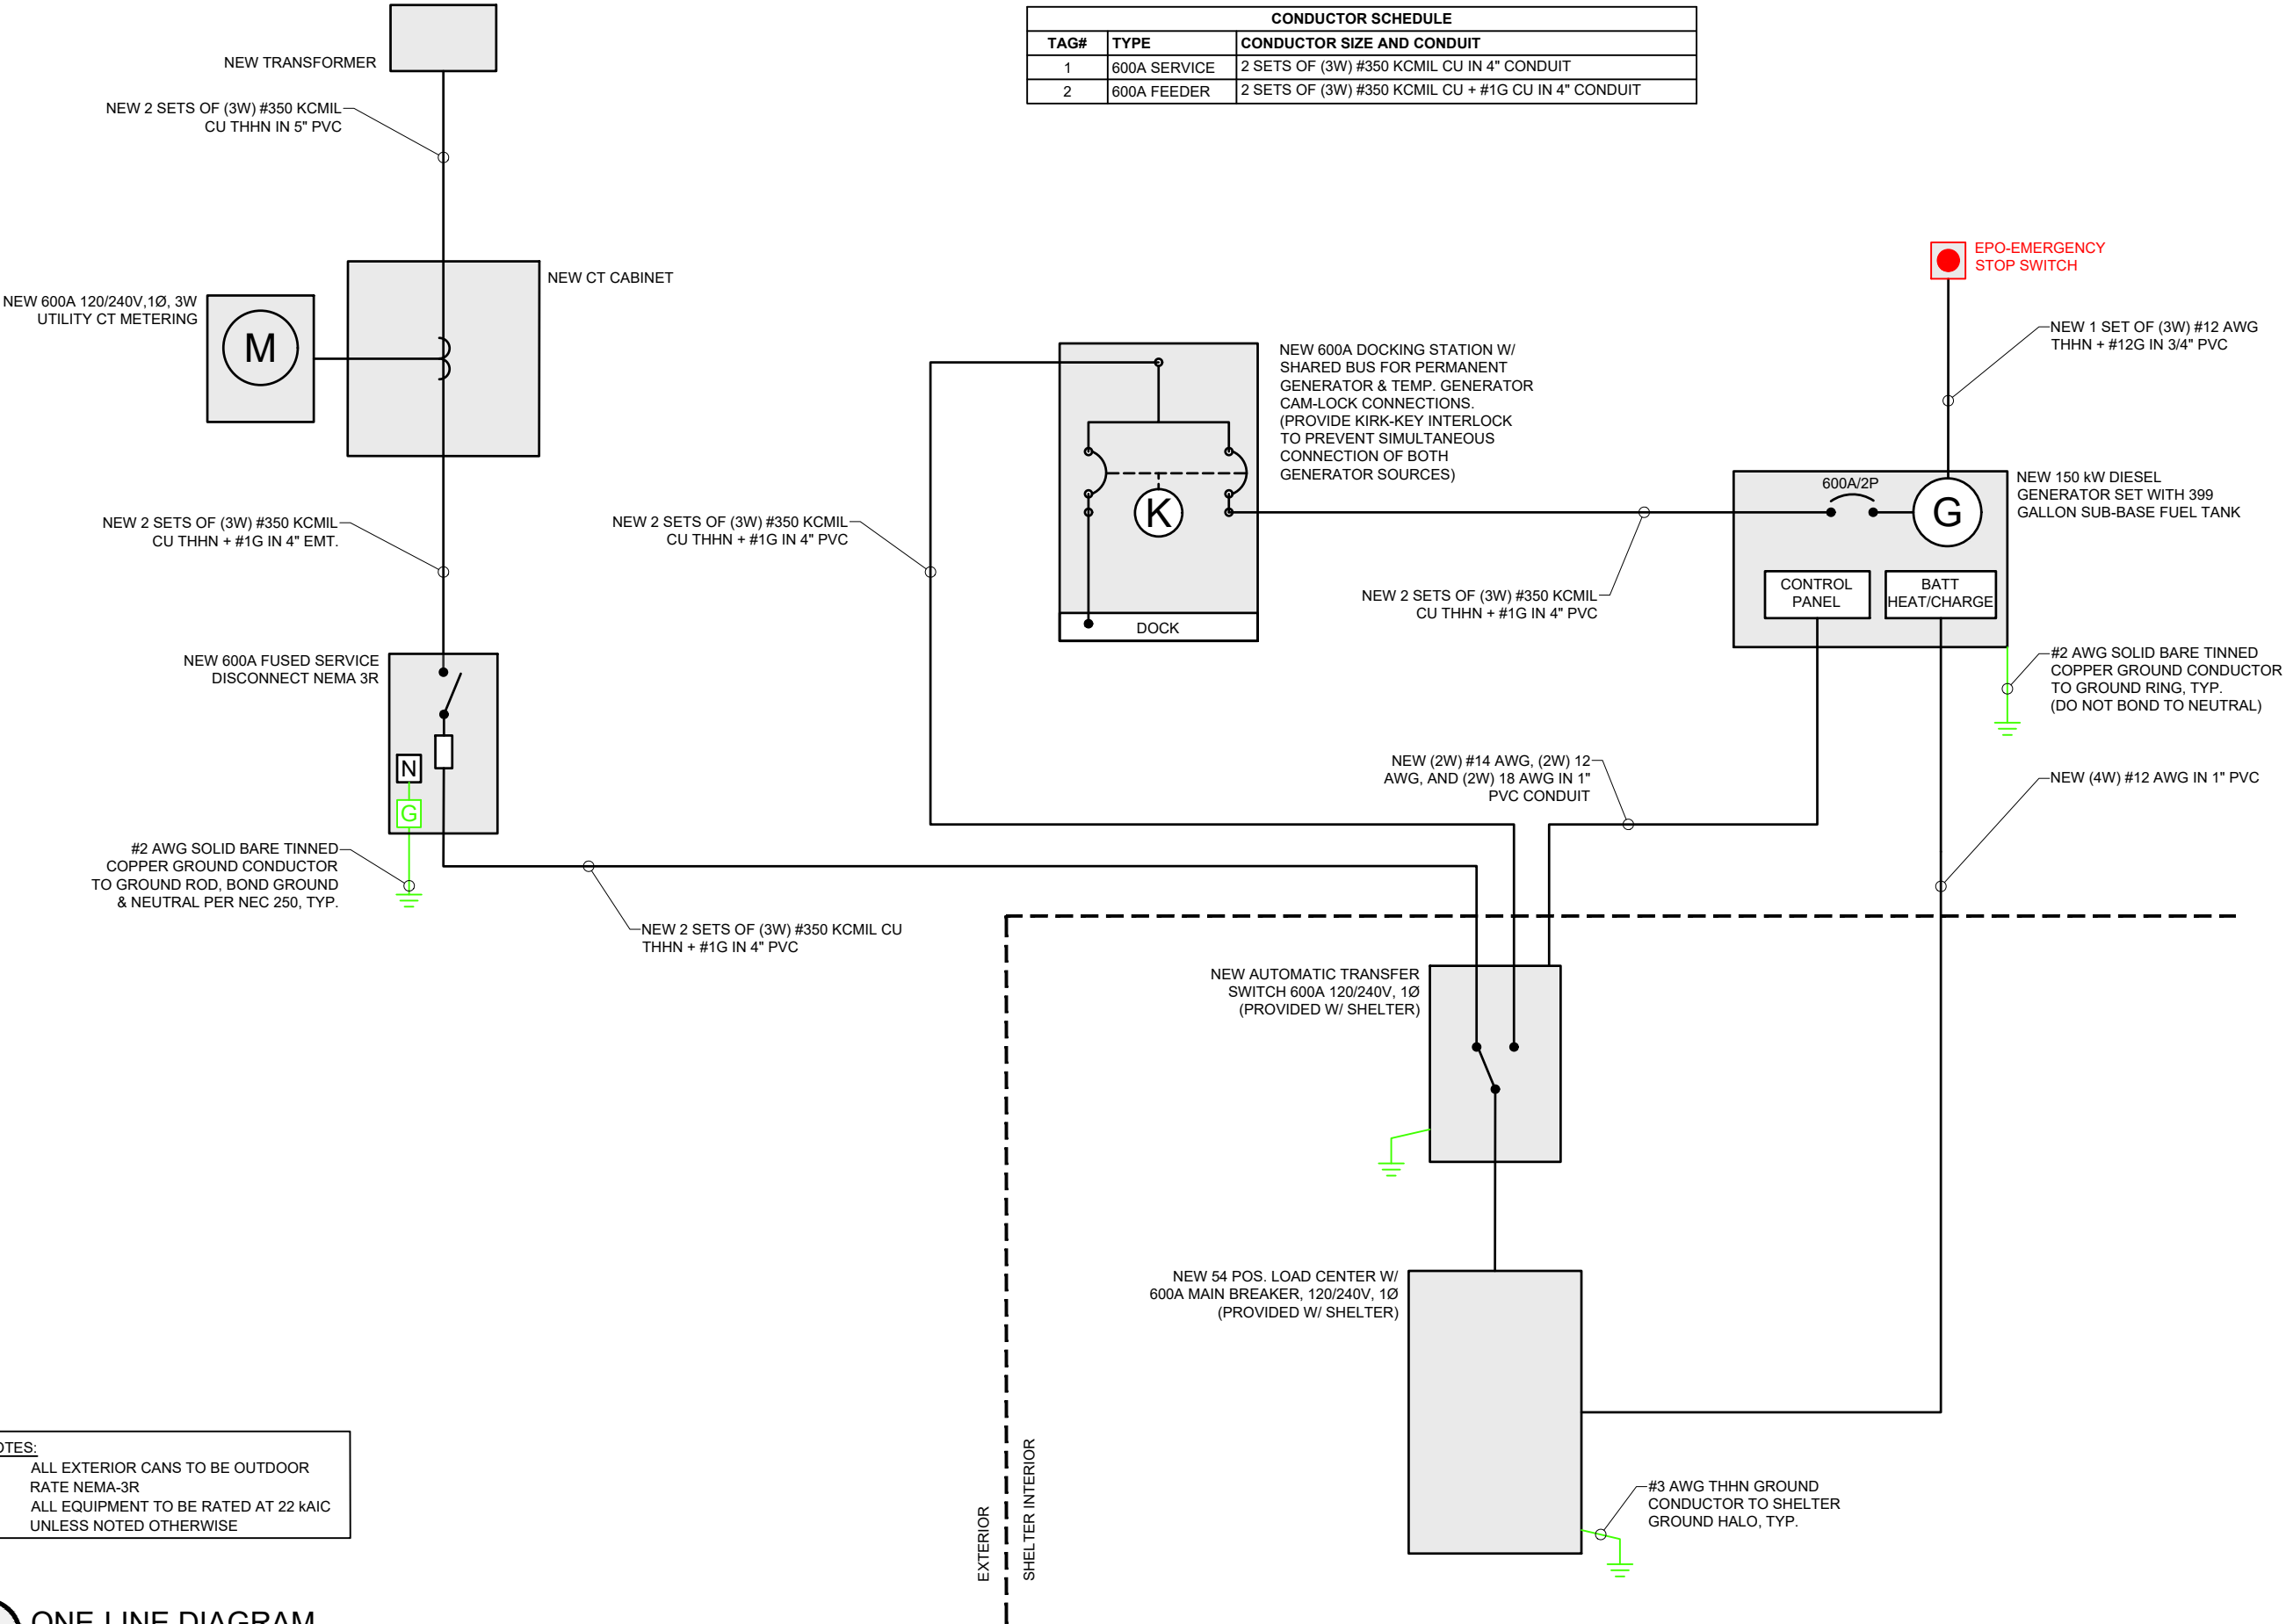 CONDUCTOR SCHEDULE
TAG# TYPE CONDUCTOR SIZE AND CONDUIT
1 600A SERVICE 2 SETS OF (3W) #350 KCMIL CU IN 4" CONDUIT
2 600A FEEDER 2 SETS OF (3W) #350 KCMIL CU + #1G CU IN 4" CONDUIT
NEW TRANSFORMER
NEW 2 SETS OF (3W) #350 KCMIL
CU THHN IN 5" PVC
NEW CT CABINET
NEW 600A 120/240V,1Ø, 3W
UTILITY CT METERING
M
NEW 2 SETS OF (3W) #350 KCMIL
CU THHN + #1G IN 4" EMT.
NEW 600A FUSED SERVICE
DISCONNECT NEMA 3R
N
G
#2 AWG SOLID BARE TINNED
COPPER GROUND CONDUCTOR
TO GROUND ROD, BOND GROUND
& NEUTRAL PER NEC 250, TYP.
NEW 2 SETS OF (3W) #350 KCMIL CU
THHN + #1G IN 4" PVC
NEW 2 SETS OF (3W) #350 KCMIL
CU THHN + #1G IN 4" PVC
NEW 600A DOCKING STATION W/
SHARED BUS FOR PERMANENT
GENERATOR & TEMP. GENERATOR
CAM-LOCK CONNECTIONS.
(PROVIDE KIRK-KEY INTERLOCK
TO PREVENT SIMULTANEOUS
CONNECTION OF BOTH
GENERATOR SOURCES)
K
DOCK
NEW 2 SETS OF (3W) #350 KCMIL
CU THHN + #1G IN 4" PVC
EPO-EMERGENCY
STOP SWITCH
NEW 1 SET OF (3W) #12 AWG
THHN + #12G IN 3/4" PVC
600A/2P
G
NEW 150 kW DIESEL
GENERATOR SET WITH 399
GALLON SUB-BASE FUEL TANK
CONTROL
PANEL
BATT
HEAT/CHARGE
#2 AWG SOLID BARE TINNED
COPPER GROUND CONDUCTOR
TO GROUND RING, TYP.
(DO NOT BOND TO NEUTRAL)
NEW (2W) #14 AWG, (2W) 12
AWG, AND (2W) 18 AWG IN 1"
PVC CONDUIT
NEW (4W) #12 AWG IN 1" PVC
NEW AUTOMATIC TRANSFER
SWITCH 600A 120/240V, 1Ø
(PROVIDED W/ SHELTER)
NEW 54 POS. LOAD CENTER W/
600A MAIN BREAKER, 120/240V, 1Ø
(PROVIDED W/ SHELTER)
#3 AWG THHN GROUND
CONDUCTOR TO SHELTER
GROUND HALO, TYP.
EXTERIOR
SHELTER INTERIOR
OTES:
ALL EXTERIOR CANS TO BE OUTDOOR
RATE NEMA-3R
ALL EQUIPMENT TO BE RATED AT 22 kAIC
UNLESS NOTED OTHERWISE
ONE-LINE DIAGRAM